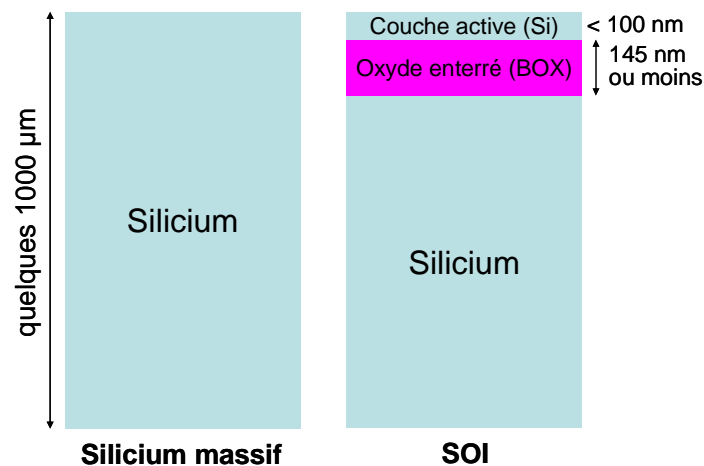 quelques 1000 µm
Silicium
Silicium massif
Couche active (Si)
< 100 nm
Oxyde enterré (BOX)
145 nm
ou moins
Silicium
SOI